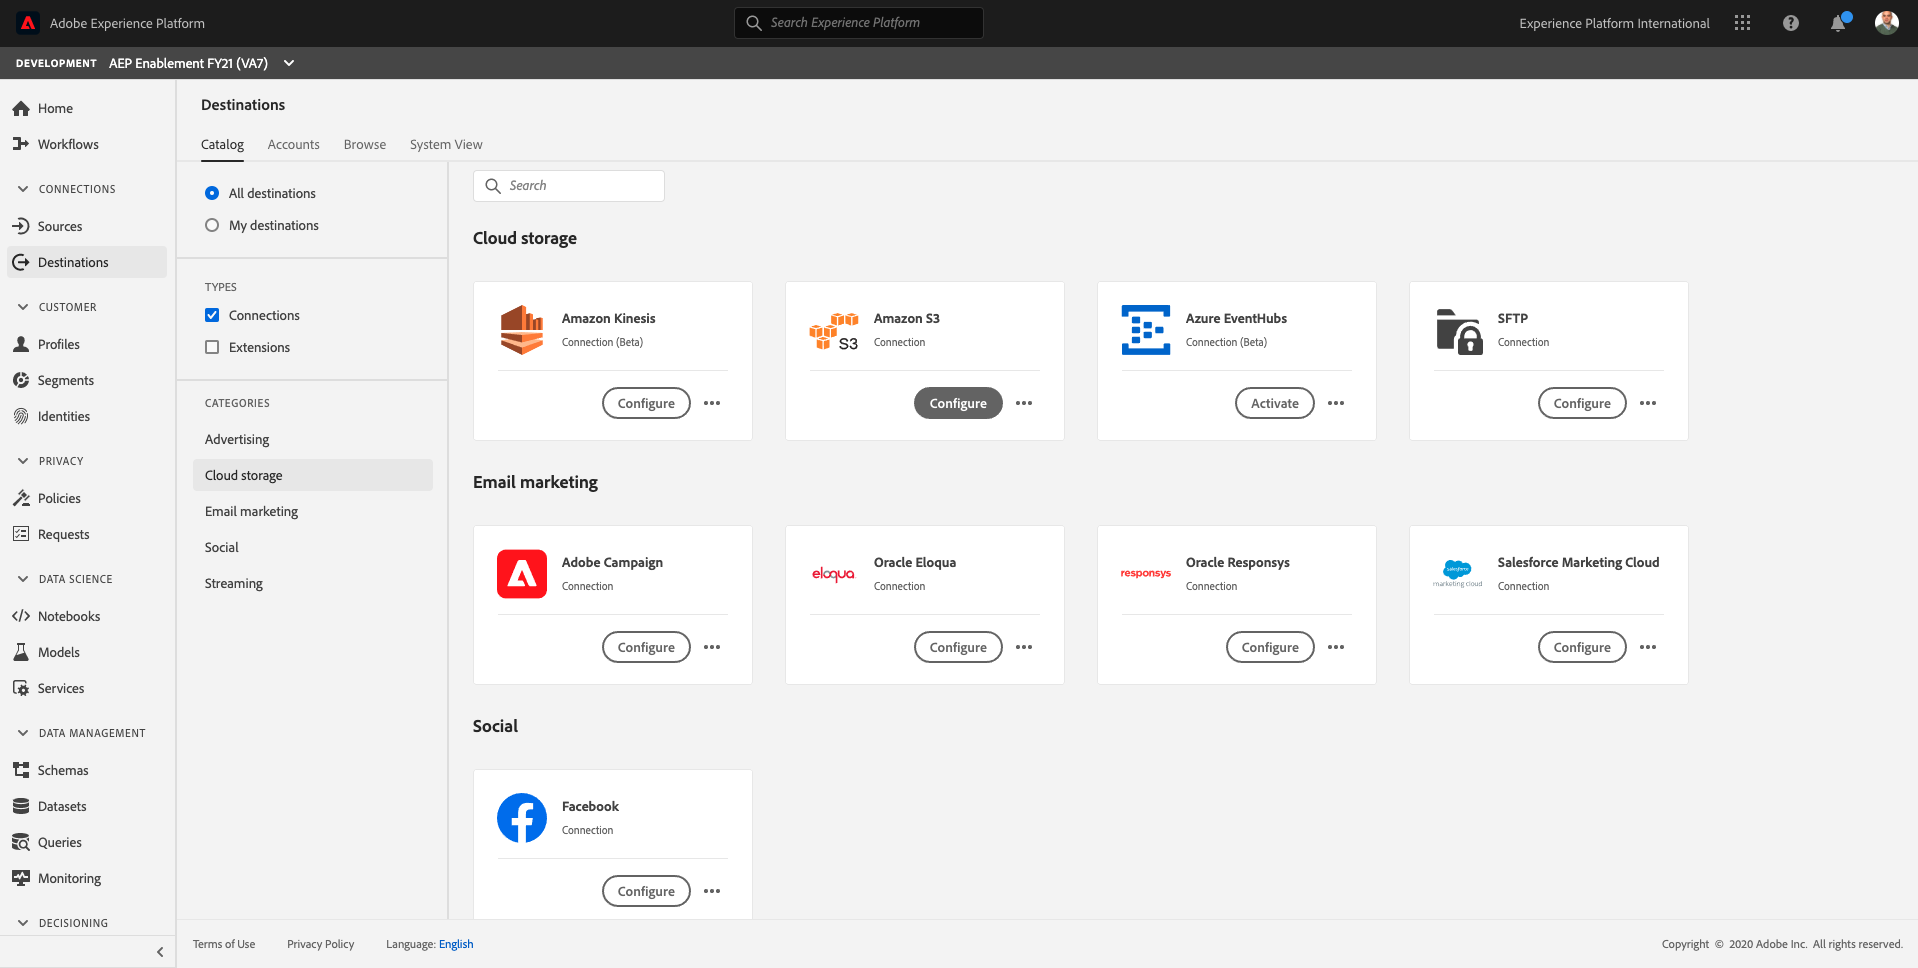 Adobe Experience Platform
Search Experience Platform
Experience Platform International
DEVELOPMENT AEP Enablement FY21 (VA7)
Home
Workflows
CONNECTIONS
Sources
Destinations
CUSTOMER
Profiles
Segments
Identities
PRIVACY
Policies
Requests
DATA SCIENCE
Notebooks
Models
Services
DATA MANAGEMENT
Schemas
Datasets
Queries
Monitoring
DECISIONING
Destinations
Catalog Accounts Browse System View
All destinations
My destinations
TYPES
Connections
Extensions
CATEGORIES
Advertising
Cloud storage
Email marketing
Social
Streaming
Search
Cloud storage
Amazon Kinesis
Connection (Beta)
Configure
S3
Amazon S3
Connection
Configure
Azure EventHubs
Connection (Beta)
Activate
SFTP
Connection
Configure
Email marketing
Adobe Campaign
Connection
Configure
eloqua
Oracle Eloqua
Connection
Configure
responsys
Oracle Responsys
Connection
Configure
salesforce
marketing cloud
Salesforce Marketing Cloud
Connection
Configure
Social
Facebook
Connection
Configure
Terms of Use Privacy Policy Language: English
Copyright © 2020 Adobe Inc. All rights reserved.